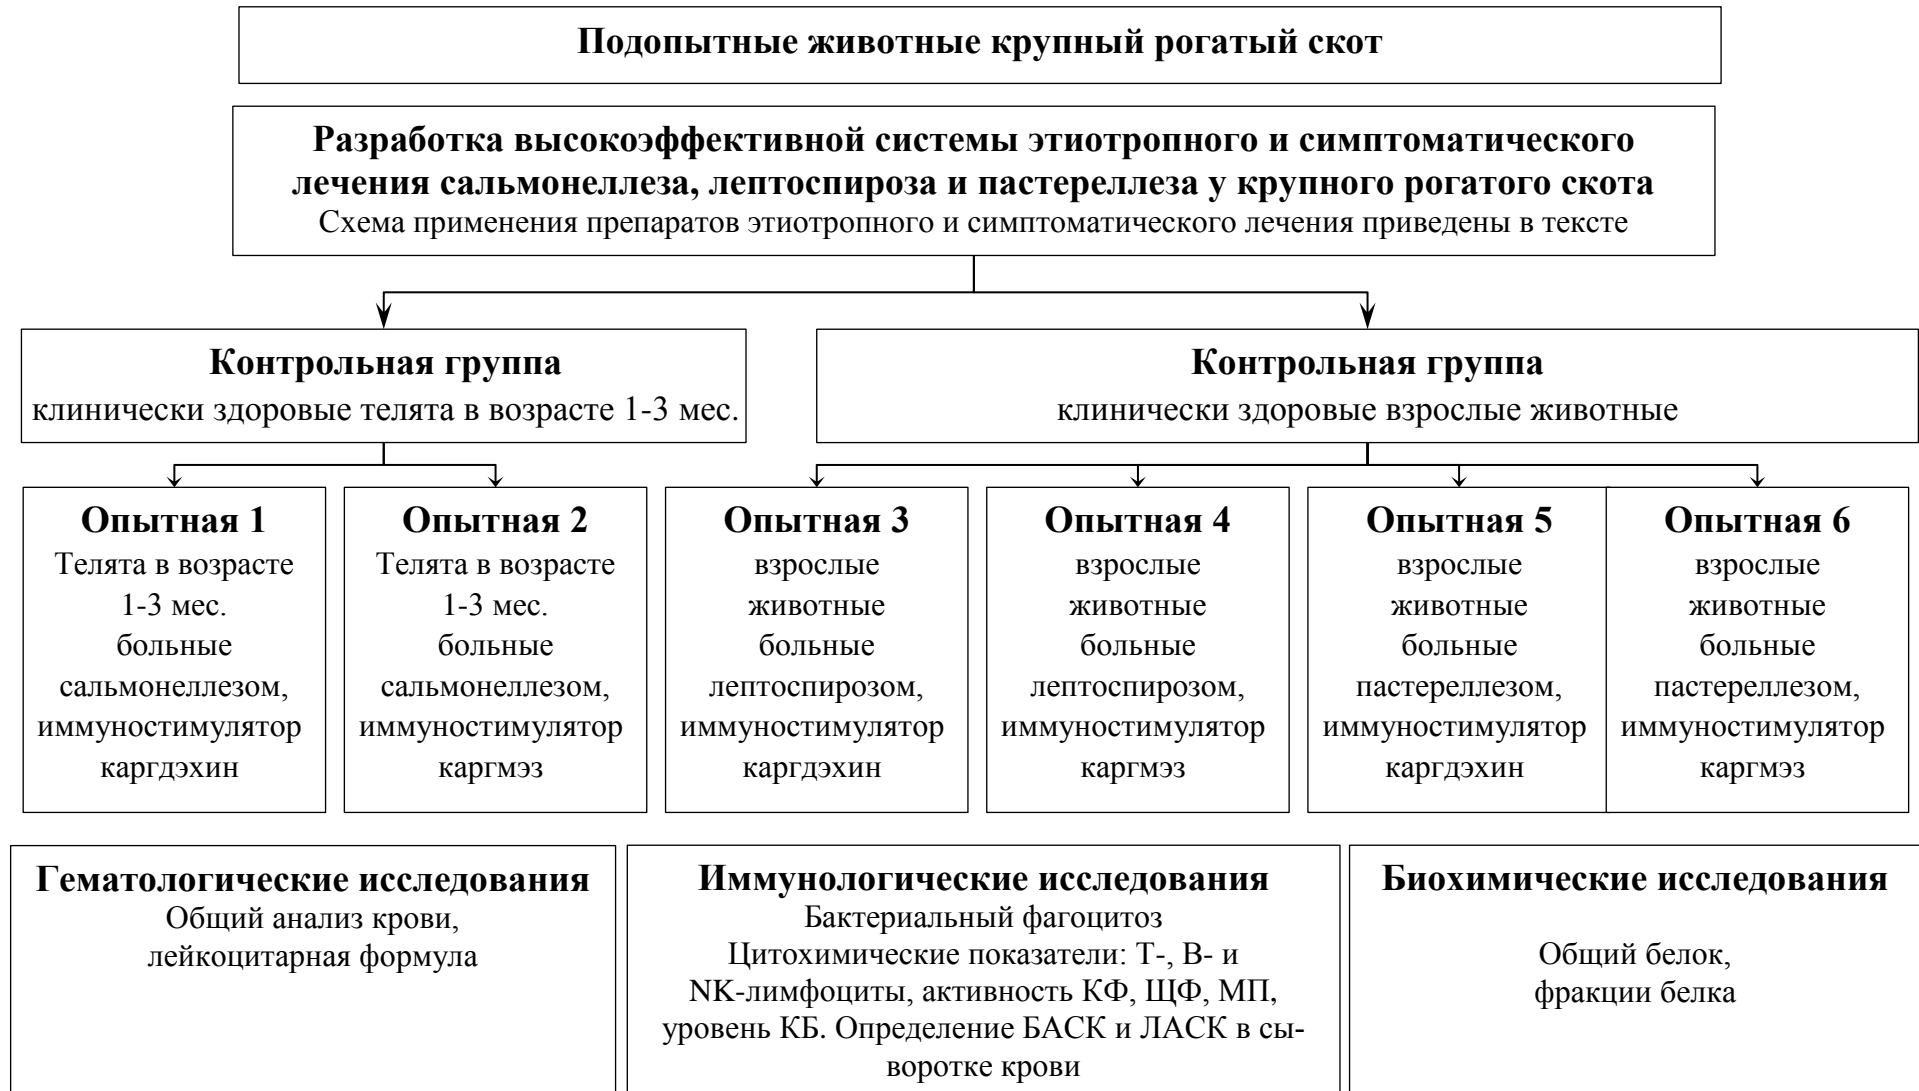 Подопытные животные крупный рогатый скот
Разработка высокоэффективной системы этиотропного и симптоматического
лечения сальмонеллеза, лептоспироза и пастереллеза у крупного рогатого скота
Схема применения препаратов этиотропного и симптоматического лечения приведены в тексте
Контрольная группа
клинически здоровые телята в возрасте 1-3 мес.
Контрольная группа
клинически здоровые взрослые животные
Опытная 1
Телята в возрасте
1-3 мес.
больные
сальмонеллезом,
иммуностимулятор
каргдэхин
Опытная 2
Телята в возрасте
1-3 мес.
больные
сальмонеллезом,
иммуностимулятор
каргмэз
Опытная 3
взрослые
животные
больные
лептоспирозом,
иммуностимулятор
каргдэхин
Опытная 4
взрослые
животные
больные
лептоспирозом,
иммуностимулятор
каргмэз
Опытная 5
взрослые
животные
больные
пастереллезом,
иммуностимулятор
каргдэхин
Опытная 6
взрослые
животные
больные
пастереллезом,
иммуностимулятор
каргмэз
Гематологические исследования
Общий анализ крови,
лейкоцитарная формула
Иммунологические исследования
Бактериальный фагоцитоз
Цитохимические показатели: Т-, В- и
NK-лимфоциты, активность КФ, ЩФ, МП,
уровень КБ. Определение БАСК и ЛАСК в сы-
воротке крови
Биохимические исследования
Общий белок,
фракции белка